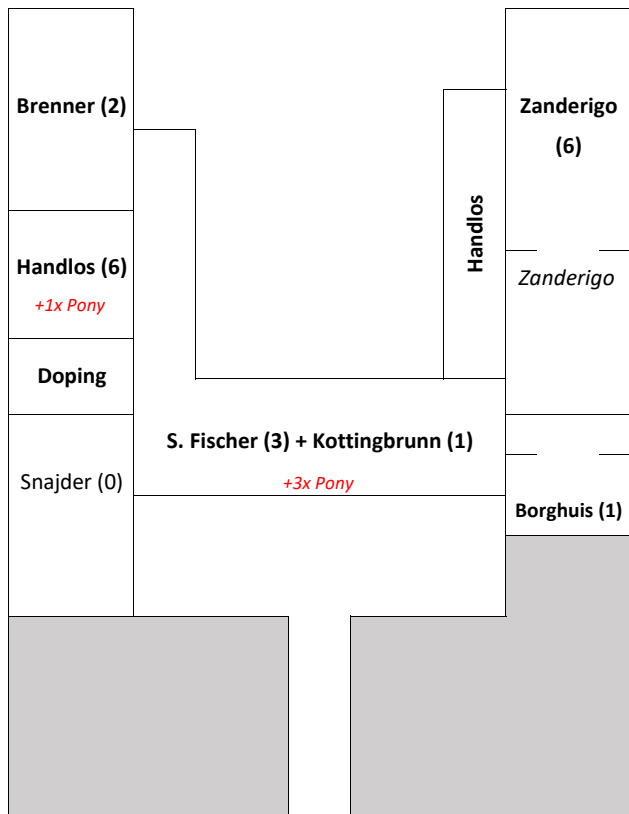 Brenner (2)
Zanderigo
(6)
Handlos
Handlos (6)
+1x Pony
Zanderigo
Doping
S. Fischer (3) + Kottingbrunn (1)
+3x Pony
Snajder (0)
Borghuis (1)